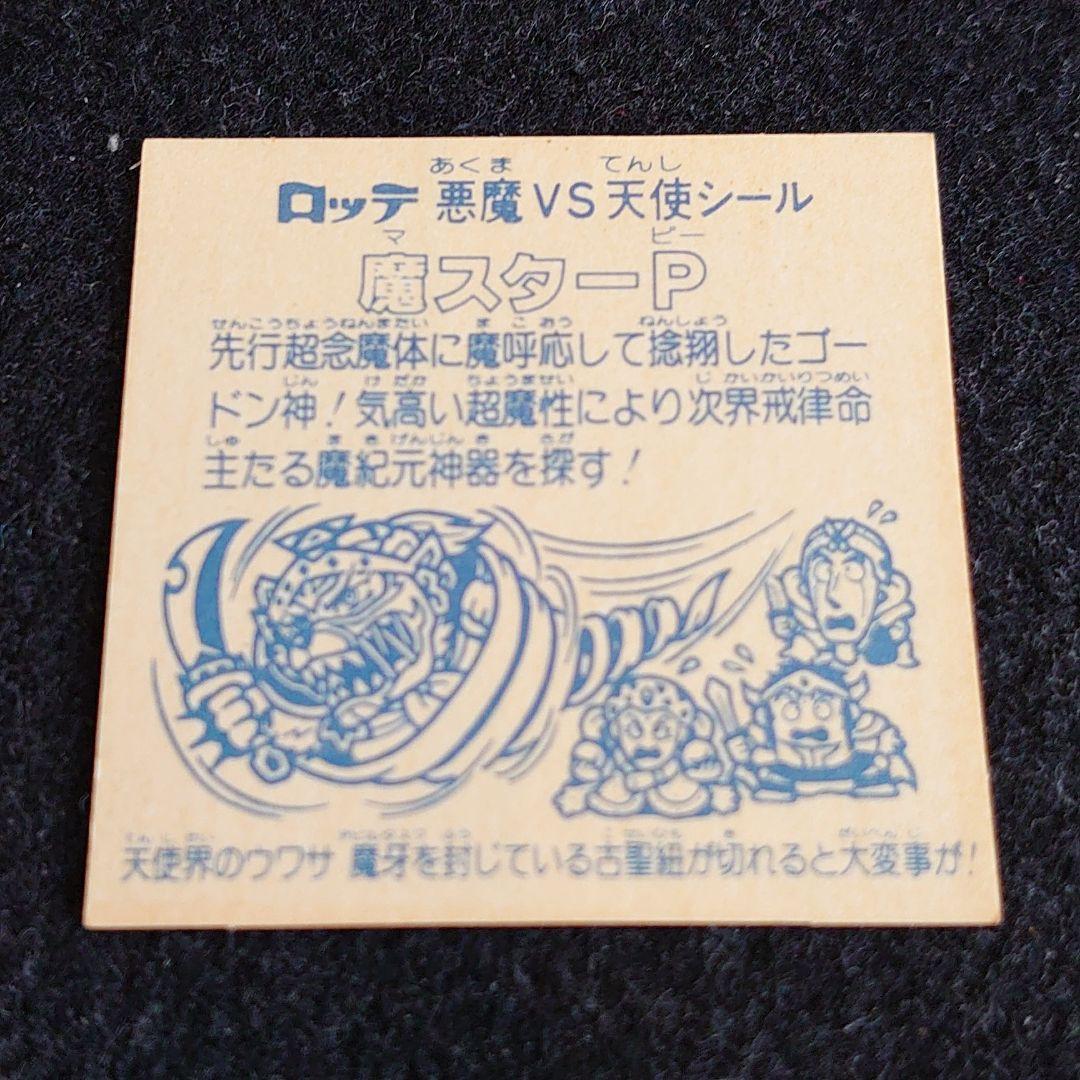 あくま てんし
ロッテ 悪魔VS天使シール
マ ピー
魔スターP
せんこうちょうねんまたい ま こおう ねんしょう
先行超念魔体に魔呼応して捻翔したゴー
じん け だか ちょうませい じ かいかいりつめい
ドン神!気高い超魔性により次界戒律命
しゅ ま き げんじん き さが
主たる魔紀元神器を探す!
てん し かい
天使界のウワサ 魔牙を封じている古聖紐が切れると大変事が!